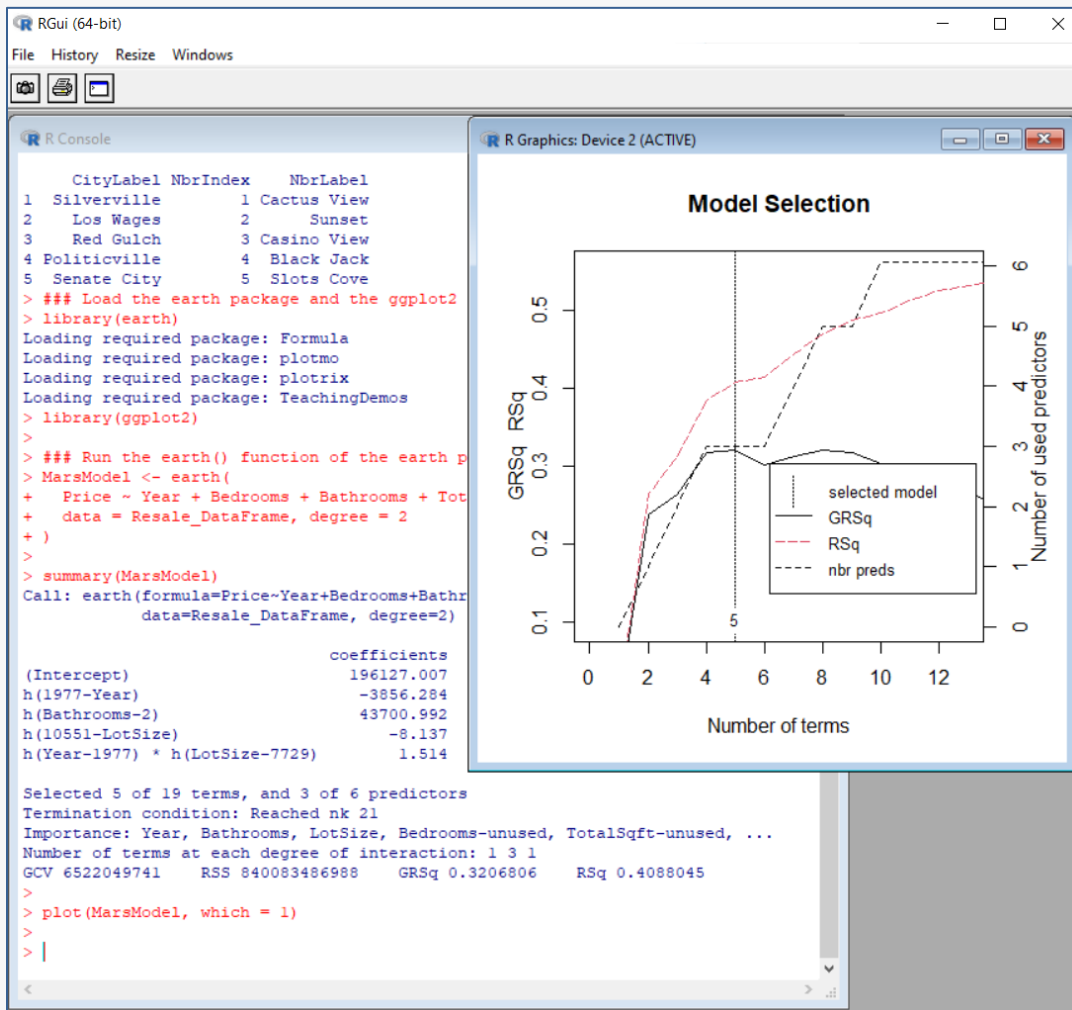 RGui (64-bit)
File History Resize Windows
R Console
CityLabel NbrIndex NbrLabel
1 Silverville 1 Cactus View
2 Los Wages 2 Sunset
3 Red Gulch 3 Casino View
4 Politicville 4 Black Jack
5 Senate City 5 Slots Cove
> ### Load the earth package and the ggplot2
> library(earth)
Loading required package: Formula
Loading required package: plotmo
Loading required package: plotrix
Loading required package: TeachingDemos
> library(ggplot2)
>
> ### Run the earth() function of the earth p
> MarsModel <- earth(
+ Price ~ Year + Bedrooms + Bathrooms + Tot
+ data = Resale_DataFrame, degree = 2
+ )
>
> summary(MarsModel)
Call: earth(formula=Price~Year+Bedrooms+Bathr
data=Resale_DataFrame, degree=2)
coefficients
(Intercept) 196127.007
h(1977-Year) -3856.284
h(Bathrooms-2) 43700.992
h(10551-LotSize) -8.137
h(Year-1977) * h(LotSize-7729) 1.514
Selected 5 of 19 terms, and 3 of 6 predictors
Termination condition: Reached nk 21
Importance: Year, Bathrooms, LotSize, Bedrooms-unused, TotalSqft-unused, ...
Number of terms at each degree of interaction: 1 3 1
GCV 6522049741 RSS 840083486988 GRSq 0.3206806 RSq 0.4088045
>
> plot(MarsModel, which = 1)
>
>
R Graphics: Device 2 (ACTIVE)
Model Selection
GRSq RSq
0.5
0.4
0.3
0.2
0.1
6
5
4
3
2
1
0
Number of used predictors
selected model
GRSq
RSq
nbr preds
5
0 2 4 6 8 10 12
Number of terms